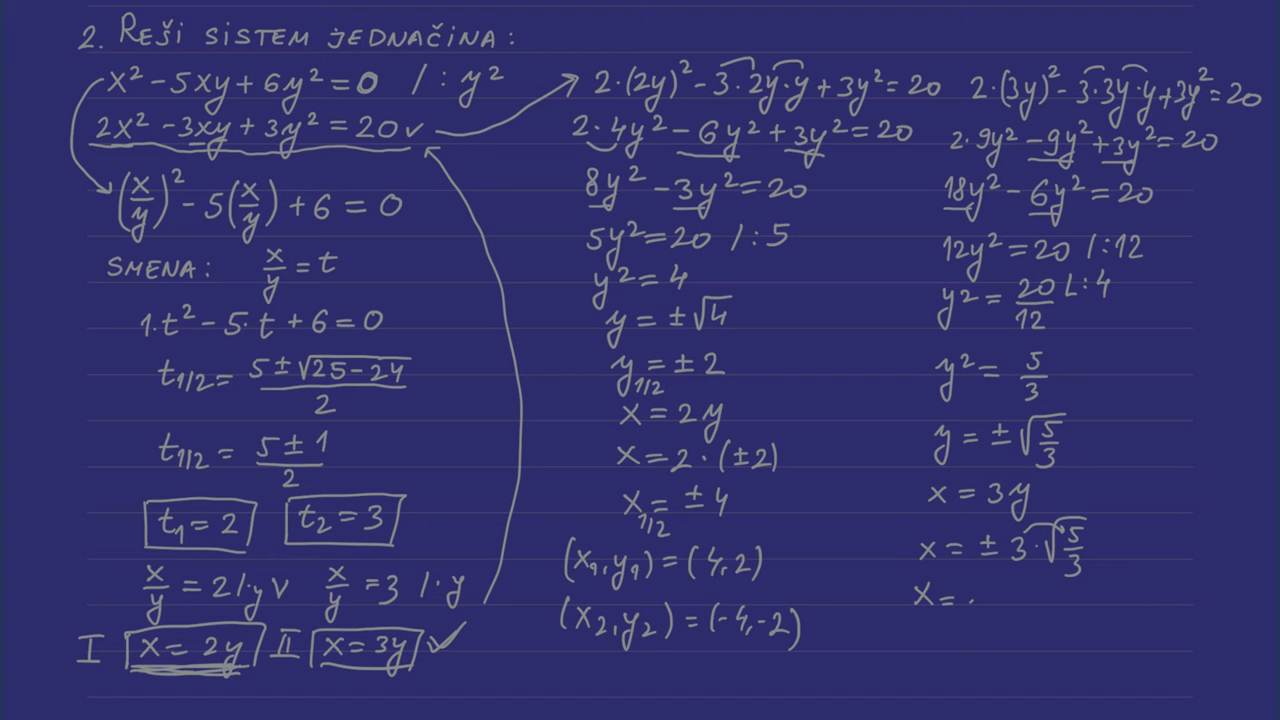 2. Reši sistem jednačina:
x² - 5xy + 6y² = 0 / : y²
2x² - 3xy + 3y² = 20 ✓
(x/y)² - 5(x/y) + 6 = 0
SMENA: x/y = t
1·t² - 5·t + 6 = 0
t1/2 = (5 ± √(25-24))/2
t1/2 = (5 ± 1)/2
t1 = 2 t2 = 3
x/y = 2 /·y ✓ x/y = 3 /·y
I x = 2y II x = 3y ✓
2·(2y)² - 3·2y·y + 3y² = 20
2·4y² - 6y² + 3y² = 20
8y² - 3y² = 20
5y² = 20 / : 5
y² = 4
y = ±√4
y1/2 = ±2
x = 2y
x = 2·(±2)
x1/2 = ±4
(x1,y1) = (4,2)
(x2,y2) = (-4,-2)
2·(3y)² - 3·3y·y + 3y² = 20
2·9y² - 9y² + 3y² = 20
18y² - 6y² = 20
12y² = 20 / : 12
y² = 20/12 / : 4
y² = 5/3
y = ±√(5/3)
x = 3y
x = ±3·√(5/3)
x = .